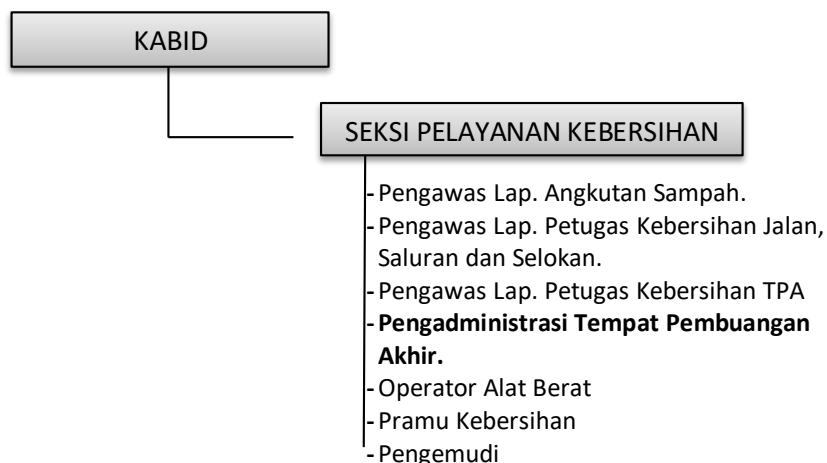 KABID
SEKSI PELAYANAN KEBERSIHAN
- Pengawas Lap. Angkutan Sampah.
- Pengawas Lap. Petugas Kebersihan Jalan,
Saluran dan Selokan.
- Pengawas Lap. Petugas Kebersihan TPA
- Pengadministrasi Tempat Pembuangan
Akhir.
- Operator Alat Berat
- Pramu Kebersihan
- Pengemudi